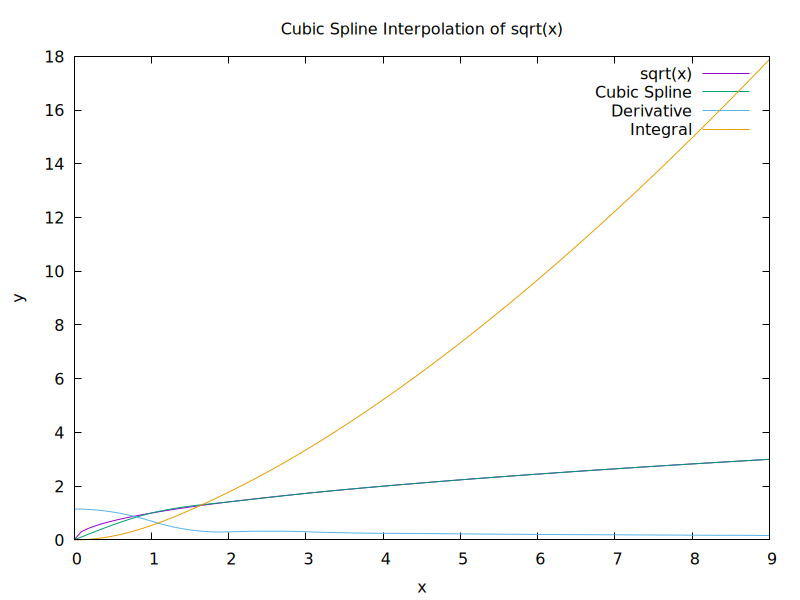 Cubic Spline Interpolation of sqrt(x)
18
16
14
12
10
8
6
4
2
0
y
sqrt(x)
Cubic Spline
Derivative
Integral
0 1 2 3 4 5 6 7 8 9
x